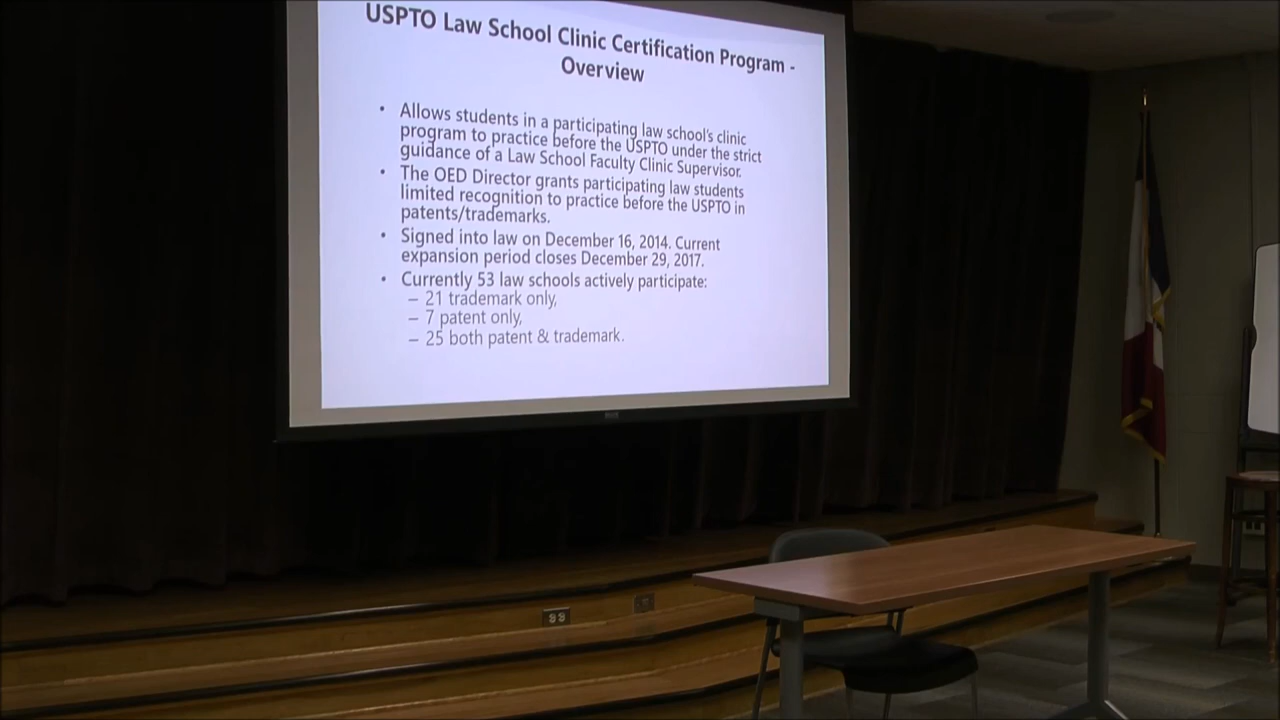 USPTO Law School Clinic Certification Program -
Overview
• Allows students in a participating law school's clinic
program to practice before the USPTO under the strict
guidance of a Law School Faculty Clinic Supervisor.
• The OED Director grants participating law students
limited recognition to practice before the USPTO in
patents/trademarks.
• Signed into law on December 16, 2014. Current
expansion period closes December 29, 2017.
• Currently 53 law schools actively participate:
– 21 trademark only,
– 7 patent only,
– 25 both patent & trademark.